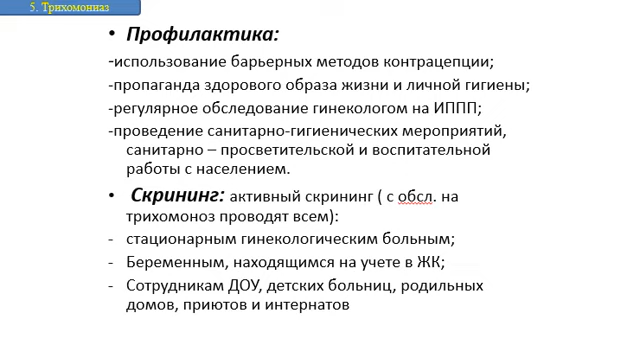 5. Трихомониаз
• Профилактика:
-использование барьерных методов контрацепции;
-пропаганда здорового образа жизни и личной гигиены;
-регулярное обследование гинекологом на ИППП;
-проведение санитарно-гигиенических мероприятий,
санитарно – просветительской и воспитательной
работы с населением.
• Скрининг: активный скрининг ( с обсл. на
трихомоноз проводят всем):
- стационарным гинекологическим больным;
- Беременным, находящимся на учете в ЖК;
- Сотрудникам ДОУ, детских больниц, родильных
домов, приютов и интернатов